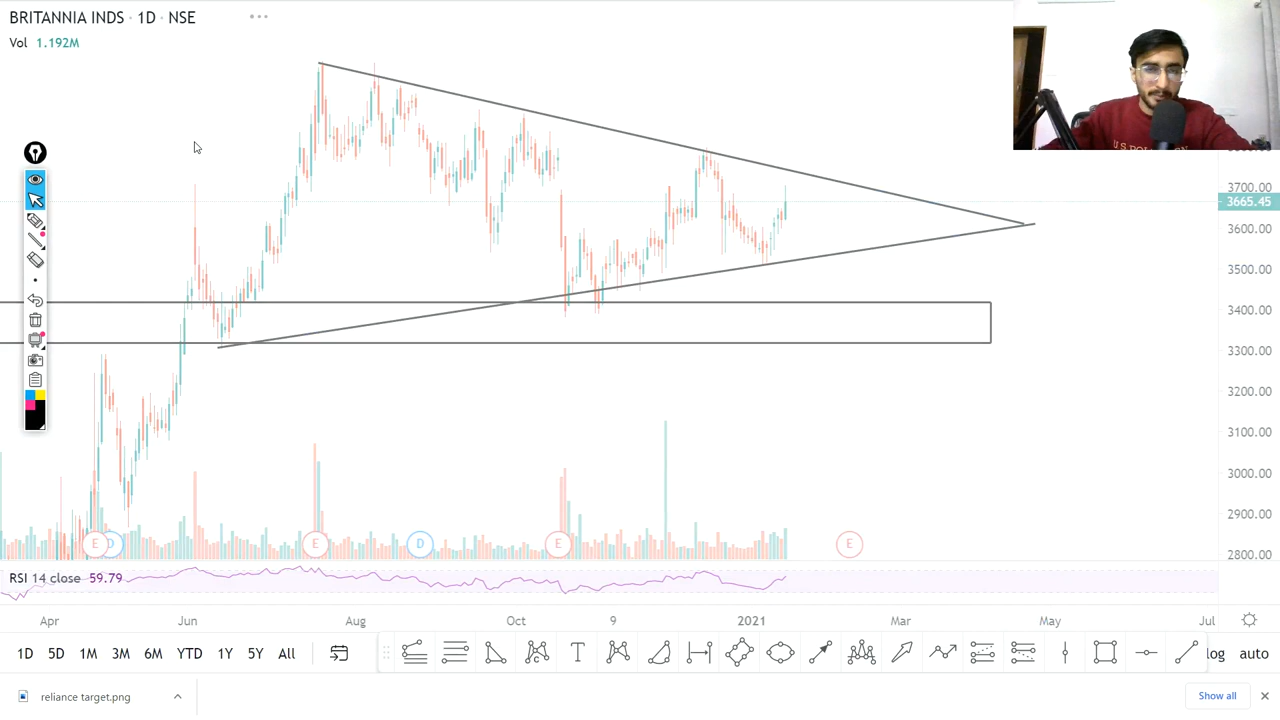 BRITANNIA INDS · 1D · NSE
Vol 1.192M
U.S. POL
3700.00
3665.45
3600.00
3500.00
3400.00
3300.00
3200.00
3100.00
3000.00
2900.00
2800.00
E D E D E E
RSI 14 close 59.79
Apr Jun Aug Oct 9 2021 Mar May Jul
1D 5D 1M 3M 6M YTD 1Y 5Y All
T
C
log auto
reliance target.png
Show all